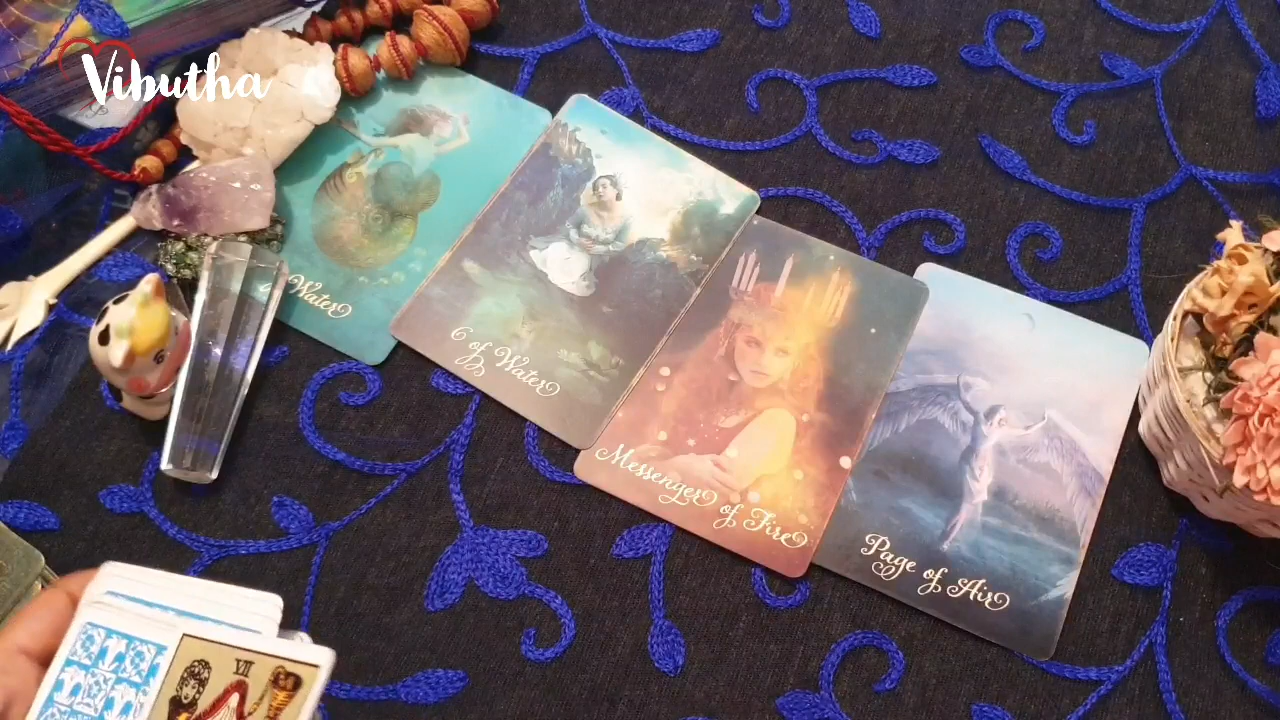 Vibutha
Water
6 of Water
Messenger of Fire
Page of Air
VII